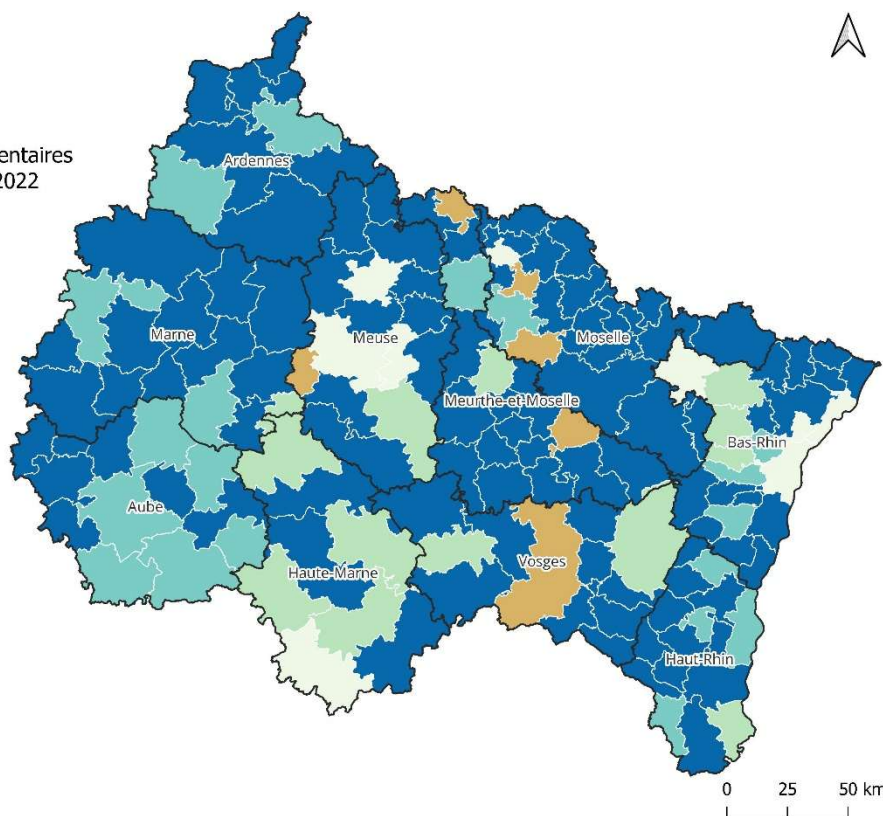 entaires
2022
Ardennes
Marne
Meuse
Moselle
Meurthe-et-Moselle
Bas-Rhin
Aube
Haute-Marne
Vosges
Haut-Rhin
0 25 50 km